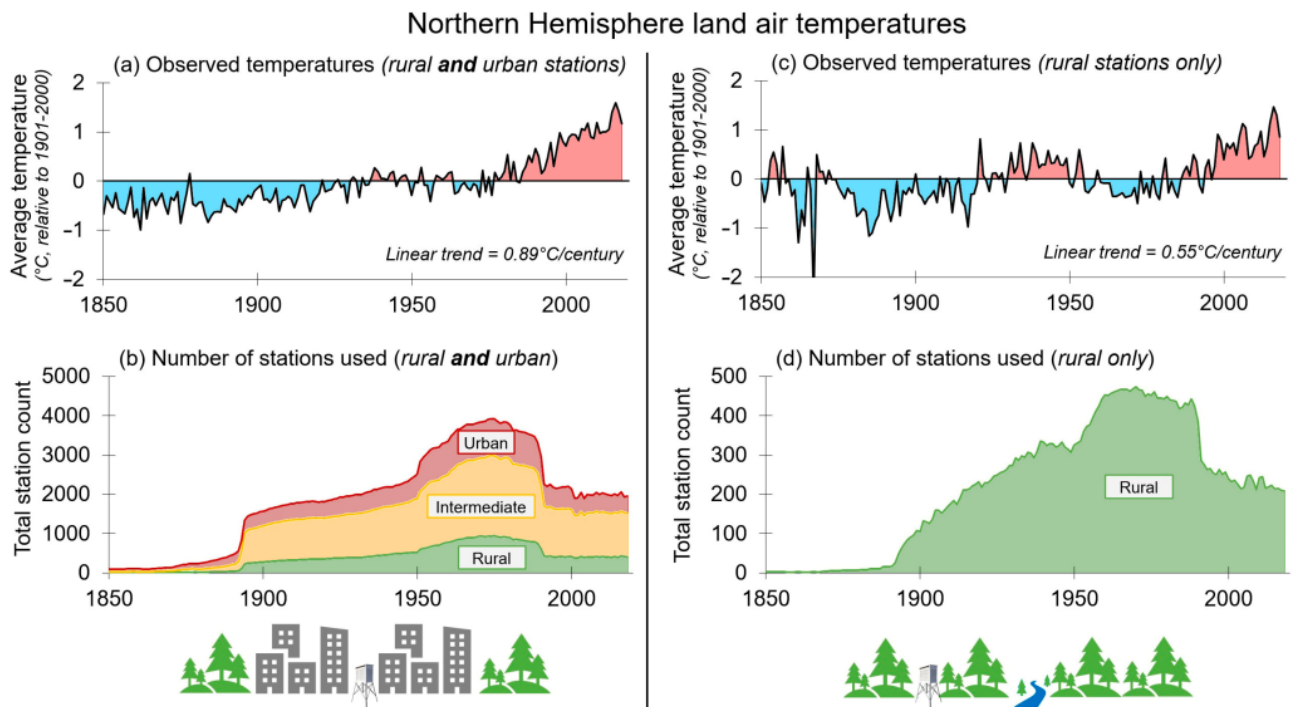 Northern Hemisphere land air temperatures
(a) Observed temperatures (rural and urban stations)
Average temperature
(°C, relative to 1901-2000)
2
1
0
-1
-2
Linear trend = 0.89°C/century
1850 1900 1950 2000
(b) Number of stations used (rural and urban)
Total station count
5000
4000
3000
2000
1000
0
Urban
Intermediate
Rural
1850 1900 1950 2000
(c) Observed temperatures (rural stations only)
Average temperature
(°C, relative to 1901-2000)
2
1
0
-1
-2
Linear trend = 0.55°C/century
1850 1900 1950 2000
(d) Number of stations used (rural only)
Total station count
500
400
300
200
100
0
Rural
1850 1900 1950 2000